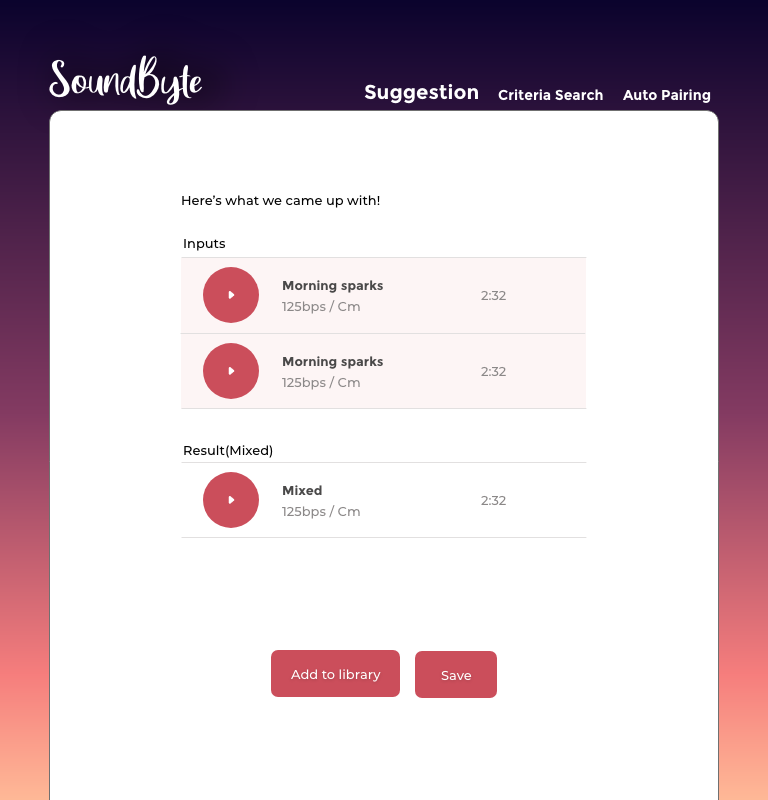 SoundByte
Suggestion Criteria Search Auto Pairing
Here's what we came up with!
Inputs
Morning sparks
125bps / Cm
2:32
Morning sparks
125bps / Cm
2:32
Result(Mixed)
Mixed
125bps / Cm
2:32
Add to library
Save